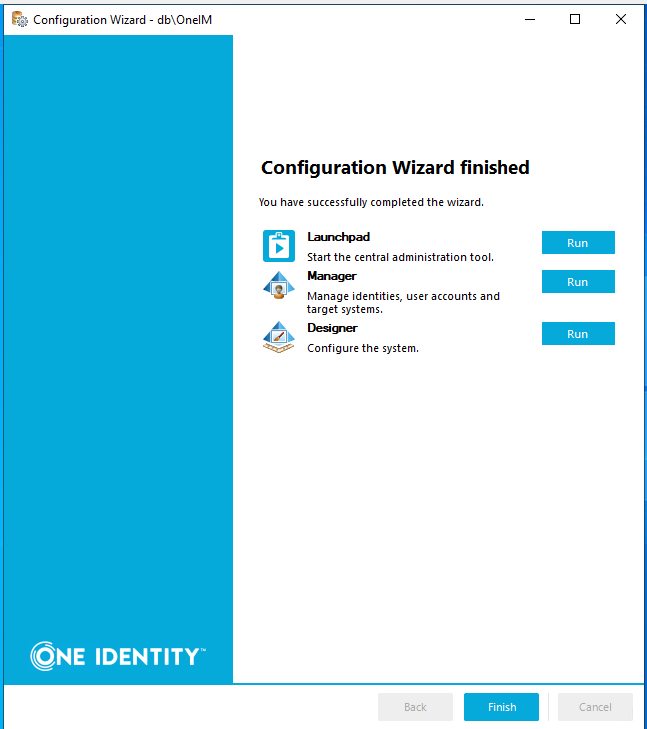 Configuration Wizard - db\OneIM
Configuration Wizard finished
You have successfully completed the wizard.
Launchpad
Run
Start the central administration tool.
Manager
Run
Manage identities, user accounts and
target systems.
Designer
Run
Configure the system.
ONE IDENTITY™
Back
Finish
Cancel